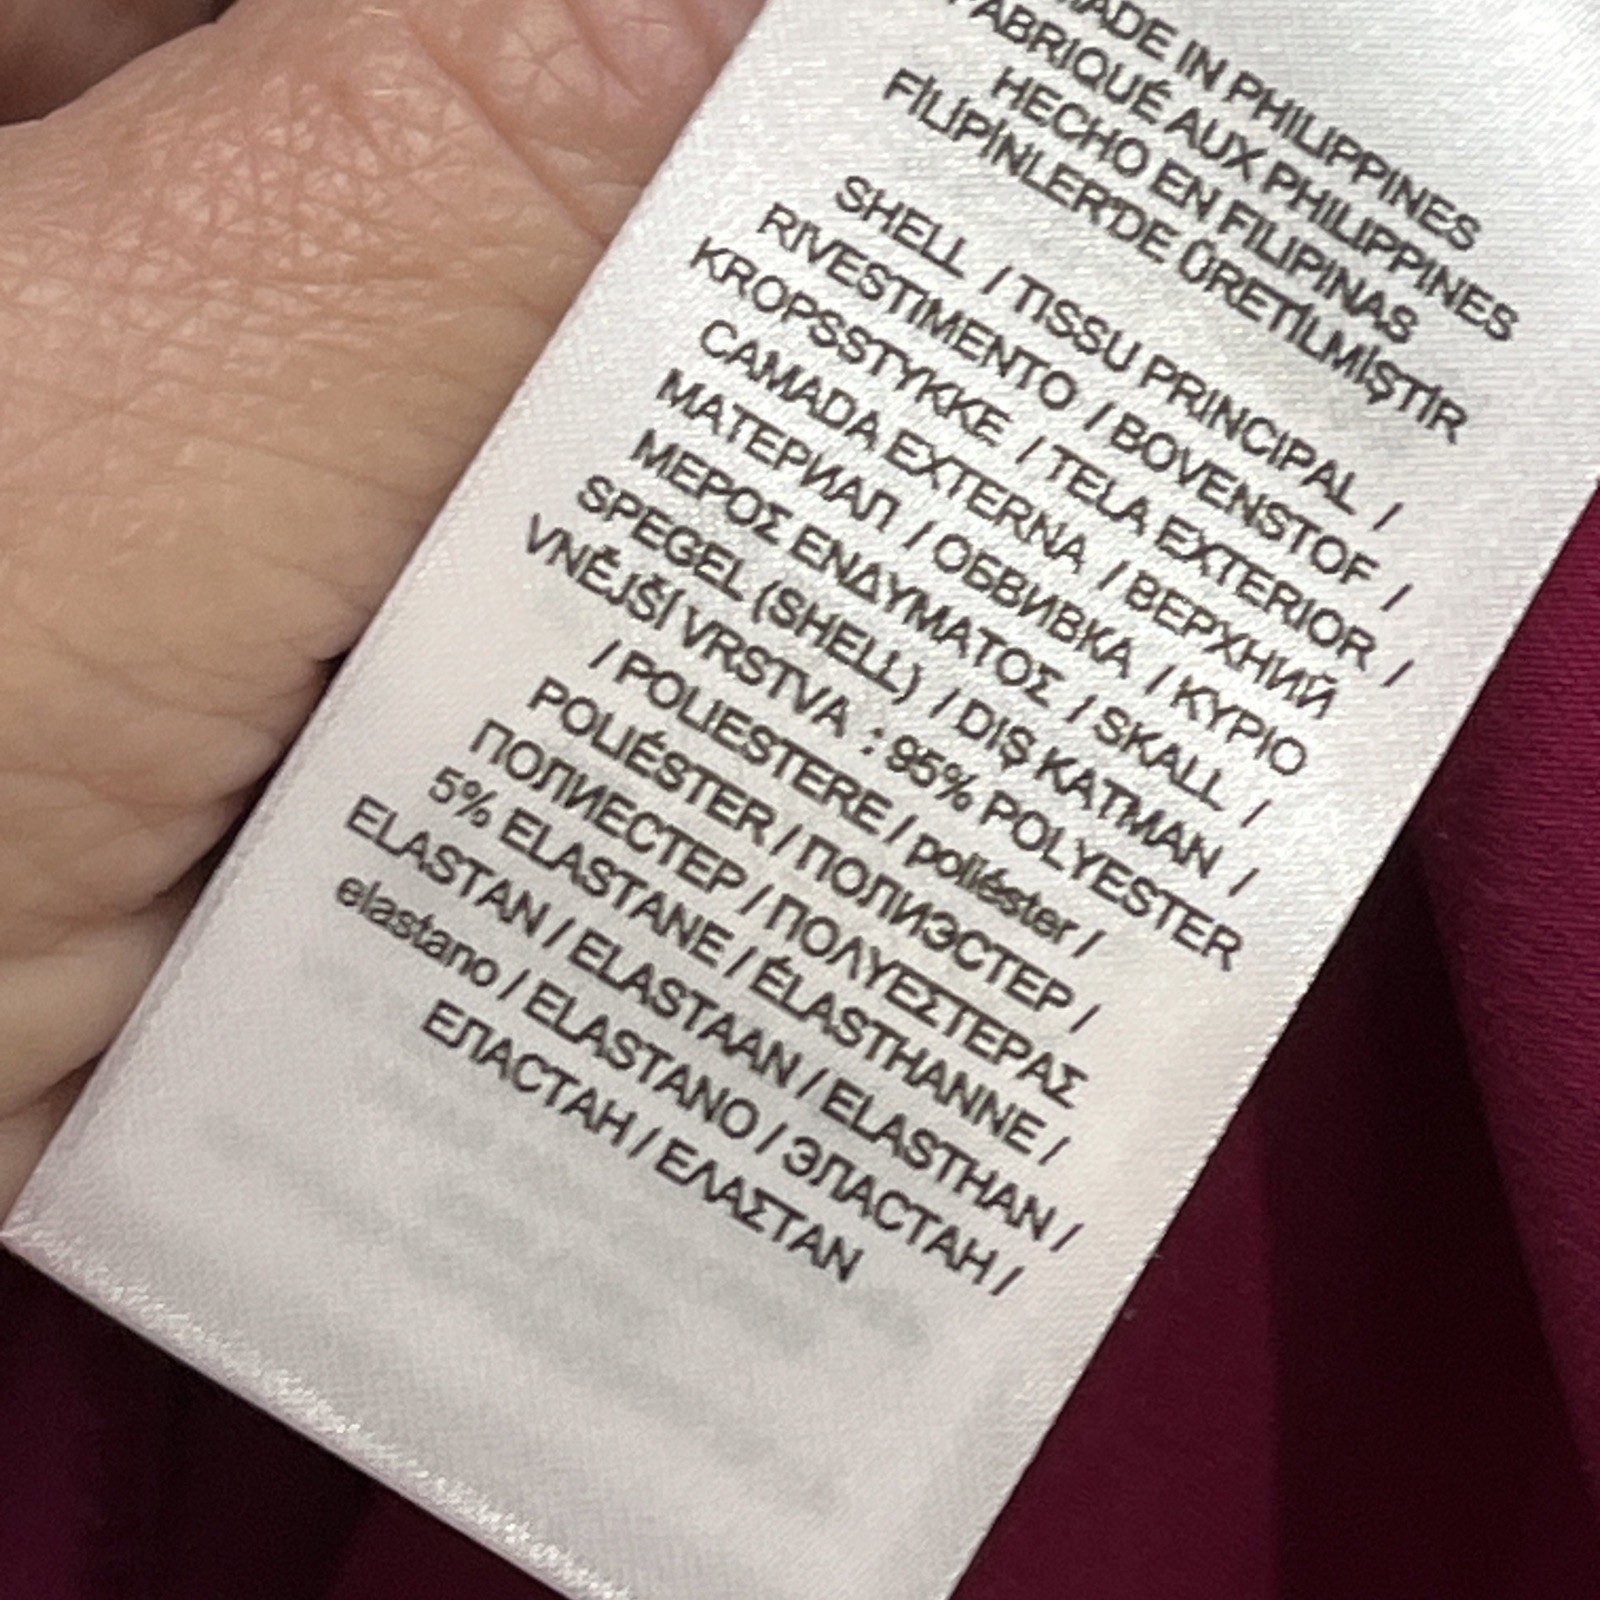 MADE IN PHILIPPINES
FABRIQUÉ AUX PHILIPPINES
HECHO EN FILIPINAS
FİLİPİNLER'DE ÜRETİLMİŞTİR
SHELL / TISSU PRINCIPAL /
RIVESTIMENTO / BOVENSTOF /
KROPSSTYKKE / TELA EXTERIOR /
CAMADA EXTERNA / ВЕРХНИЙ
МАТЕРИАЛ / ОБВИВКА / ΚΥΡΙΟ
ΜΕΡΟΣ ΕΝΔΥΜΑΤΟΣ / SKALL /
SPEGEL (SHELL) / DIŞ KATMAN /
VNĚJŠÍ VRSTVA : 95% POLYESTER
/ POLIESTERE / poliéster /
POLIÉSTER / ПОЛИЭСТЕР /
ПОЛИЕСТЕР / ΠΟΛΥΕΣΤΕΡΑΣ
5% ELASTANE / ÉLASTHANNE /
ELASTAN / ELASTAAN / ELASTHAN /
elastano / ELASTANO / ЭЛАСТАН /
ЕЛАСТАН / ΕΛΑΣΤΑΝ